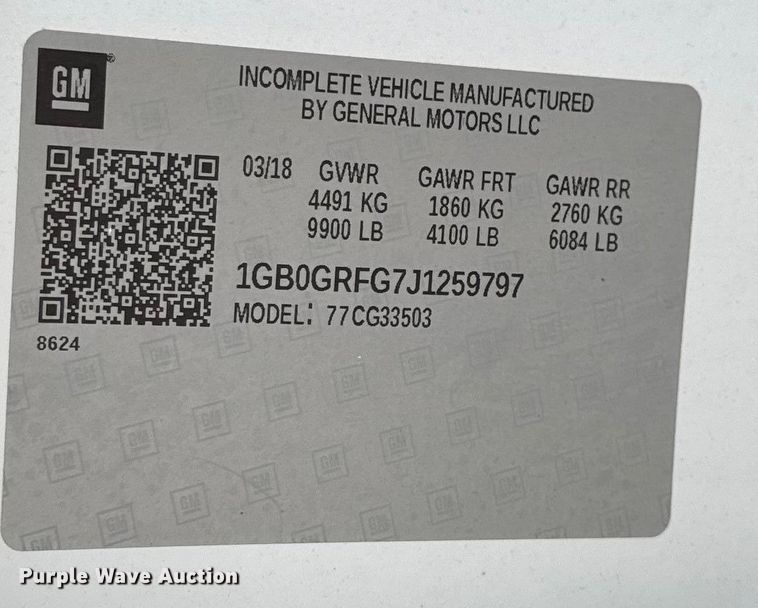 GM
INCOMPLETE VEHICLE MANUFACTURED
BY GENERAL MOTORS LLC
03/18 GVWR GAWR FRT GAWR RR
4491 KG 1860 KG 2760 KG
9900 LB 4100 LB 6084 LB
1GB0GRFG7J1259797
MODEL: 77CG33503
8624
Purple Wave Auction